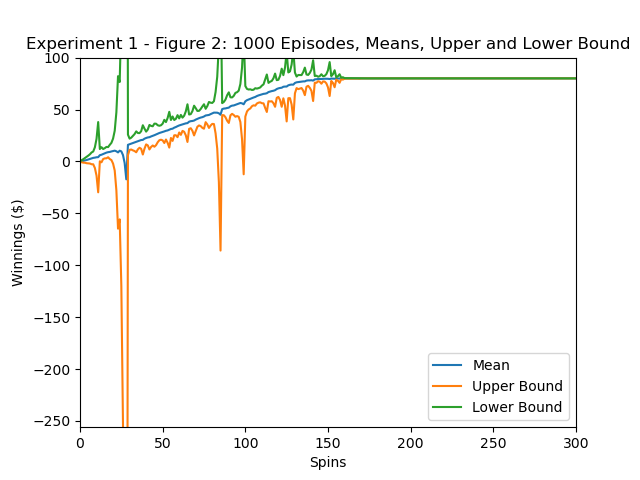 Experiment 1 - Figure 2: 1000 Episodes, Means, Upper and Lower Bound
100
50
0
−50
−100
−150
−200
−250
Winnings ($)
0 50 100 150 200 250 300
Spins
Mean
Upper Bound
Lower Bound